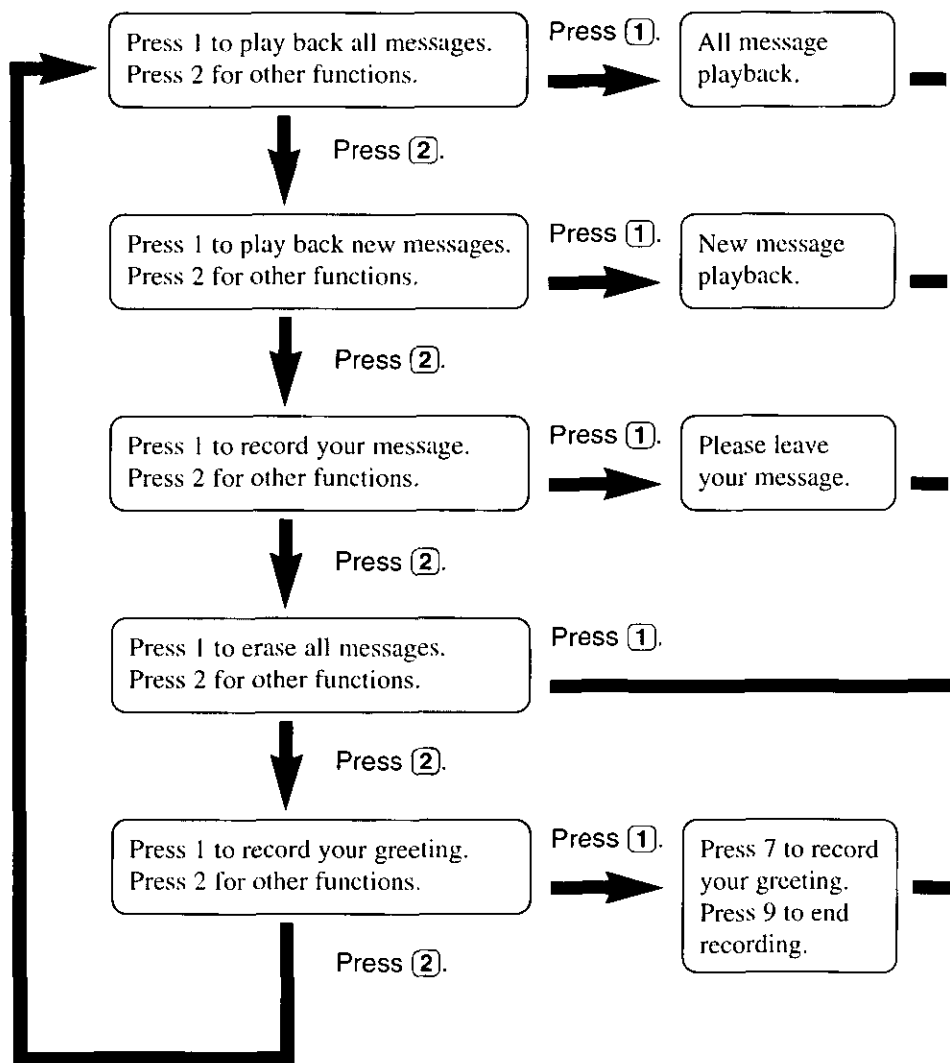 Press 1 to play back all messages.
Press 2 for other functions.
Press 1.
All message
playback.
Press 2.
Press 1 to play back new messages.
Press 2 for other functions.
Press 1.
New message
playback.
Press 2.
Press 1 to record your message.
Press 2 for other functions.
Press 1.
Please leave
your message.
Press 2.
Press 1 to erase all messages.
Press 2 for other functions.
Press 1.
Press 2.
Press 1 to record your greeting.
Press 2 for other functions.
Press 1.
Press 7 to record
your greeting.
Press 9 to end
recording.
Press 2.